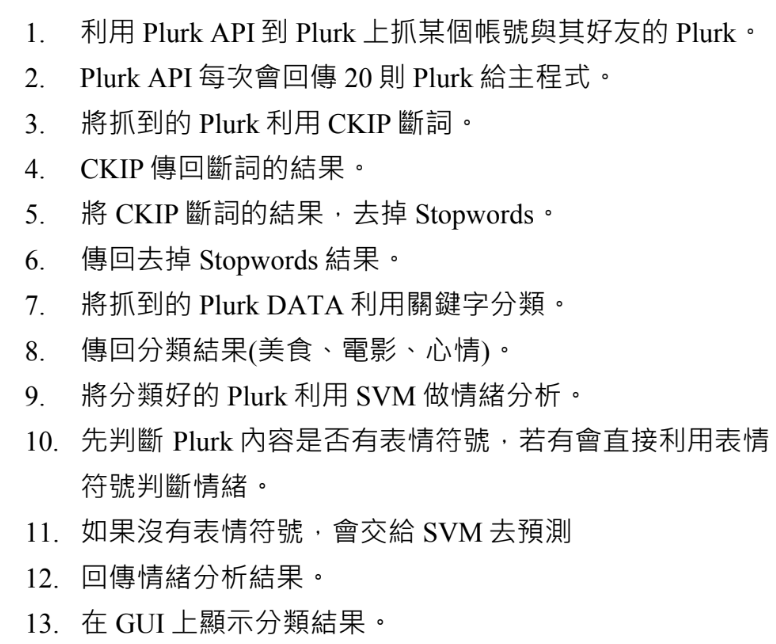 1. 利用 Plurk API 到 Plurk 上抓某個帳號與其好友的 Plurk。
2. Plurk API 每次會回傳 20 則 Plurk 給主程式。
3. 將抓到的 Plurk 利用 CKIP 斷詞。
4. CKIP 傳回斷詞的結果。
5. 將 CKIP 斷詞的結果，去掉 Stopwords。
6. 傳回去掉 Stopwords 結果。
7. 將抓到的 Plurk DATA 利用關鍵字分類。
8. 傳回分類結果(美食、電影、心情)。
9. 將分類好的 Plurk 利用 SVM 做情緒分析。
10. 先判斷 Plurk 內容是否有表情符號，若有會直接利用表情
符號判斷情緒。
11. 如果沒有表情符號，會交給 SVM 去預測
12. 回傳情緒分析結果。
13. 在 GUI 上顯示分類結果。